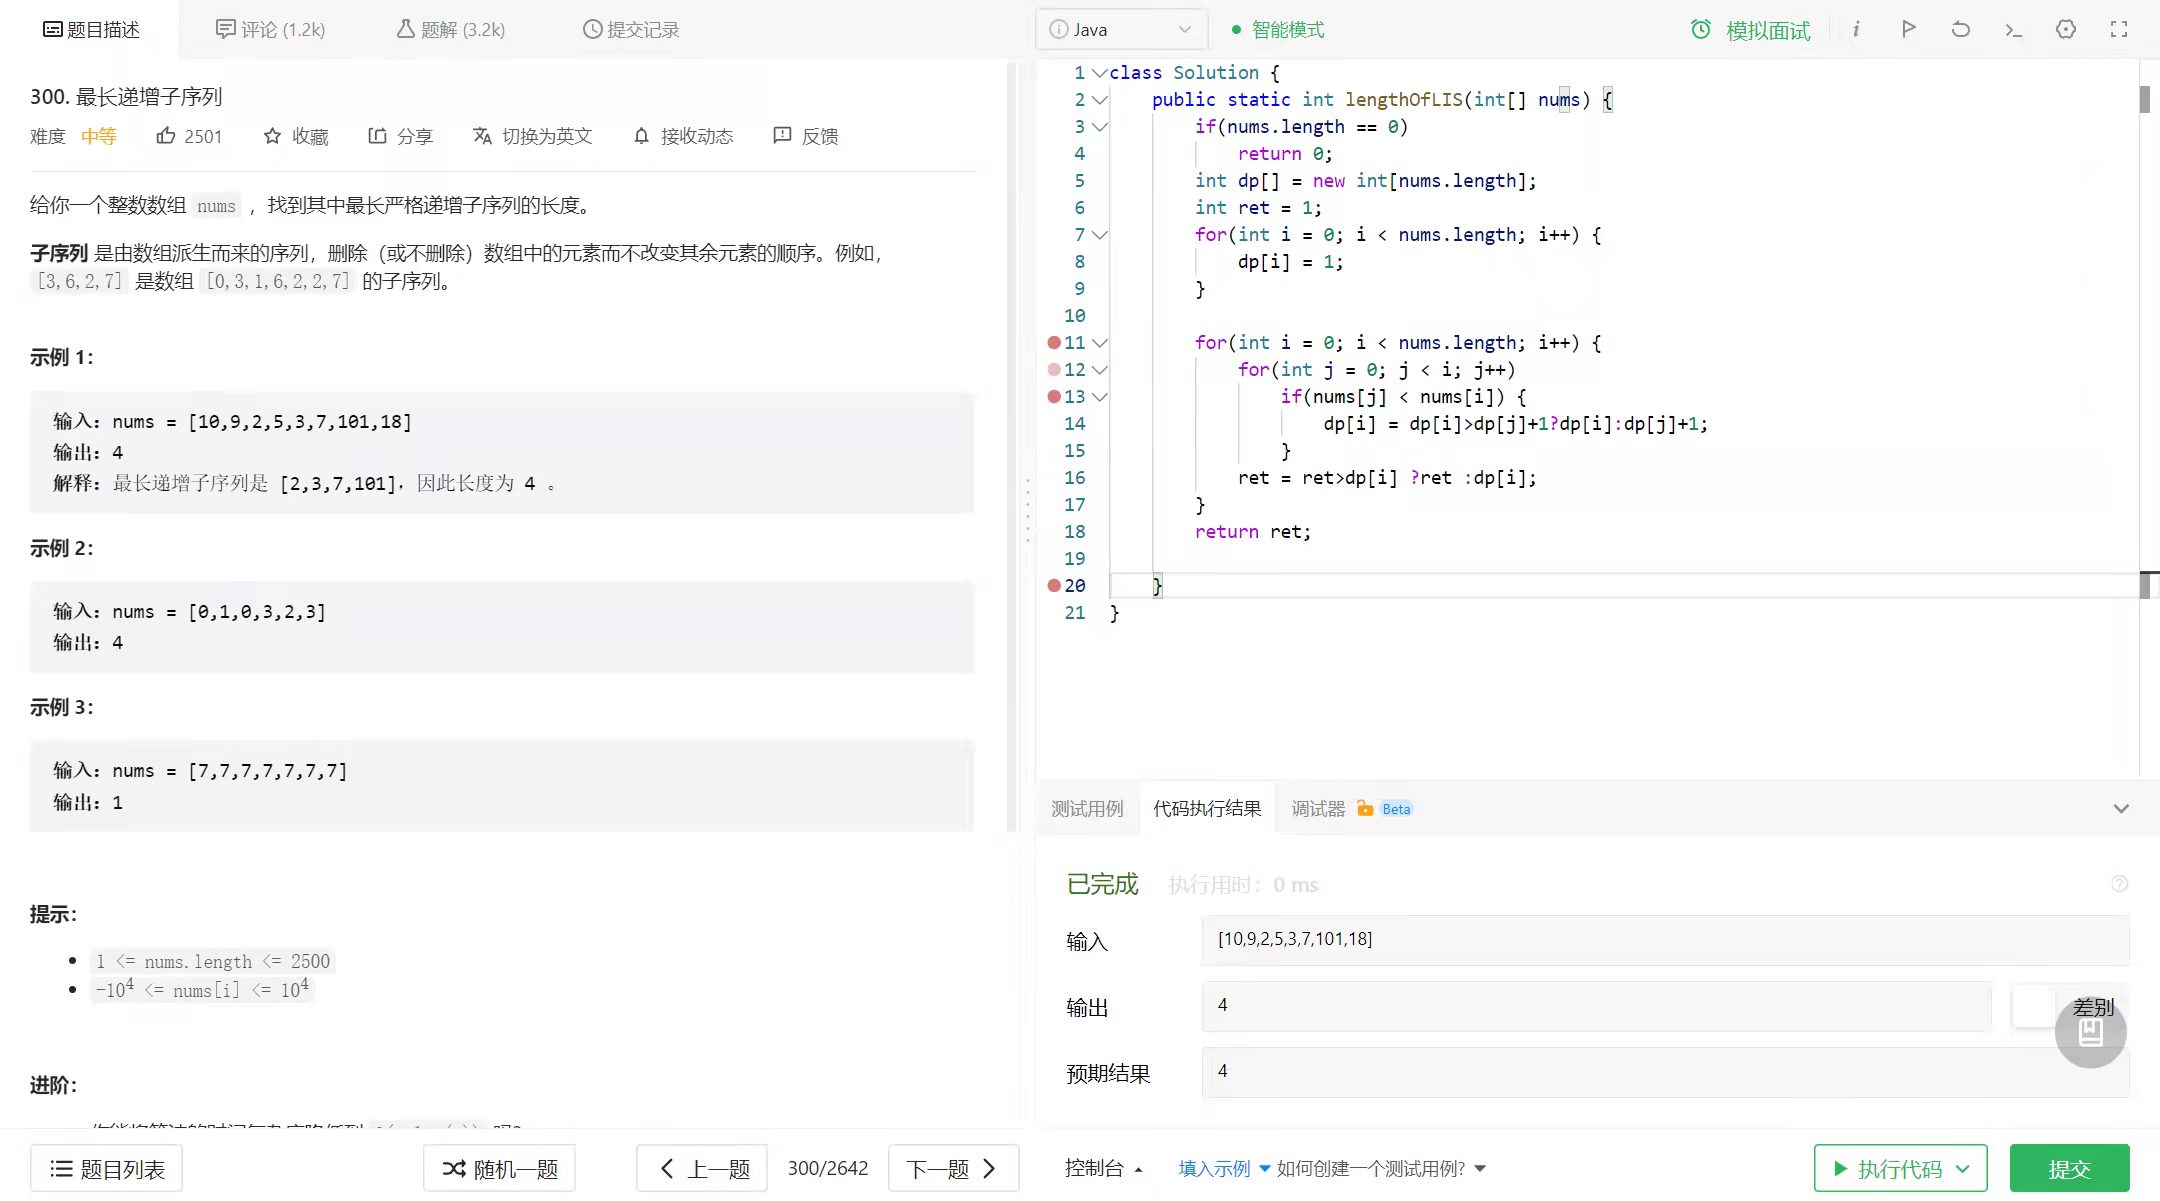 题目描述
评论 (1.2k)
题解 (3.2k)
提交记录
300. 最长递增子序列
难度 中等 2501 收藏 分享 切换为英文 接收动态 反馈
给你一个整数数组 nums ，找到其中最长严格递增子序列的长度。
子序列 是由数组派生而来的序列，删除（或不删除）数组中的元素而不改变其余元素的顺序。例如，
[3,6,2,7] 是数组 [0,3,1,6,2,2,7] 的子序列。
示例 1：
输入：nums = [10,9,2,5,3,7,101,18]
输出：4
解释：最长递增子序列是 [2,3,7,101]，因此长度为 4 。
示例 2：
输入：nums = [0,1,0,3,2,3]
输出：4
示例 3：
输入：nums = [7,7,7,7,7,7,7]
输出：1
提示：
1 <= nums.length <= 2500
-10⁴ <= nums[i] <= 10⁴
进阶：
题目列表
随机一题
上一题
300/2642
下一题
Java
智能模式
模拟面试
1 class Solution {
2 public static int lengthOfLIS(int[] nums) {
3 if(nums.length == 0)
4 return 0;
5 int dp[] = new int[nums.length];
6 int ret = 1;
7 for(int i = 0; i < nums.length; i++) {
8 dp[i] = 1;
9 }
10
11 for(int i = 0; i < nums.length; i++) {
12 for(int j = 0; j < i; j++)
13 if(nums[j] < nums[i]) {
14 dp[i] = dp[i]>dp[j]+1?dp[i]:dp[j]+1;
15 }
16 ret = ret>dp[i] ?ret :dp[i];
17 }
18 return ret;
19
20 }
21 }
测试用例
代码执行结果
调试器 Beta
已完成 执行用时：0 ms
输入 [10,9,2,5,3,7,101,18]
输出 4 差别
预期结果 4
控制台
填入示例
如何创建一个测试用例?
执行代码
提交